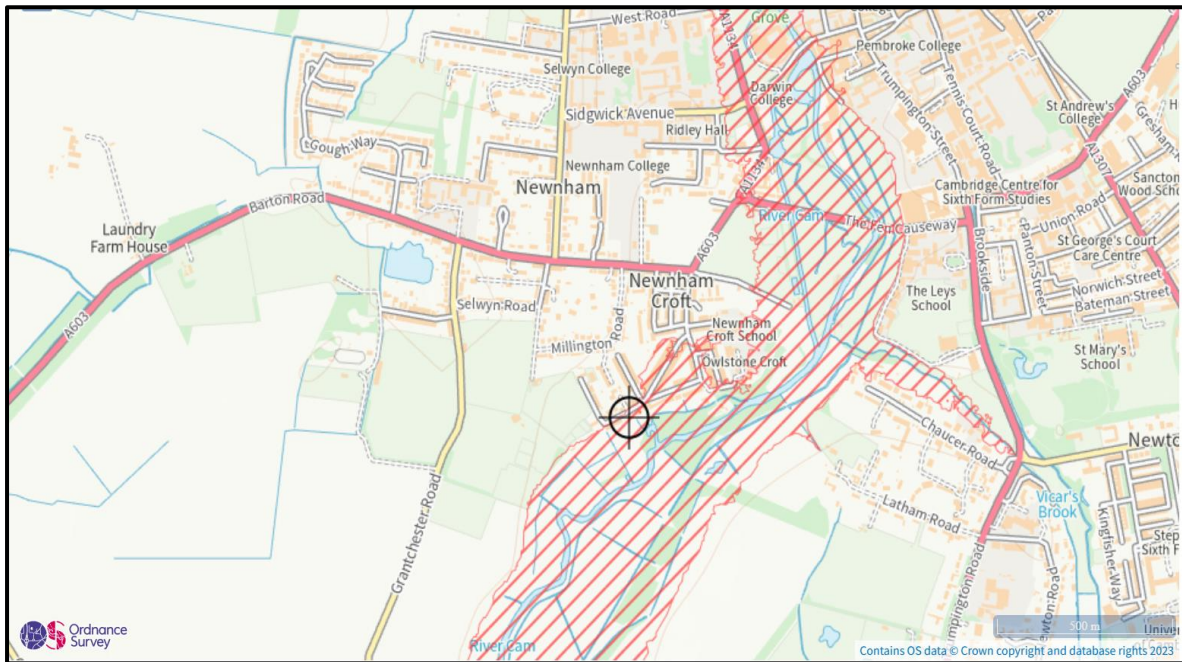 West Road
A1134
Grove
Pembroke College
Selwyn College
Darwin
College
Trumpington Street
Tennis Court Road
A603
St Andrew's
College
Gresham
Sidgwick Avenue
Ridley Hall
A1307
Gough Way
Newnham College
Newnham
A1134
Cambridge Centre for
Sixth Form Studies
Sancton
Wood
Barton Road
River Cam
The Fen Causeway
Union Road
Laundry
Farm House
Brookside
Panton Street
St George's Court
Care Centre
A603
Norwich Street
Bateman Street
Newnham
Croft
The Leys
School
Selwyn Road
A603
Newnham
Croft School
Millington Road
St Mary's
School
Owlstone Croft
Chaucer Road
Grantchester Road
Latham Road
Vicar's
Brook
Kingfisher Way
Sixth F
River Cam
500 m
Ordnance
Survey
Contains OS data © Crown copyright and database rights 2023